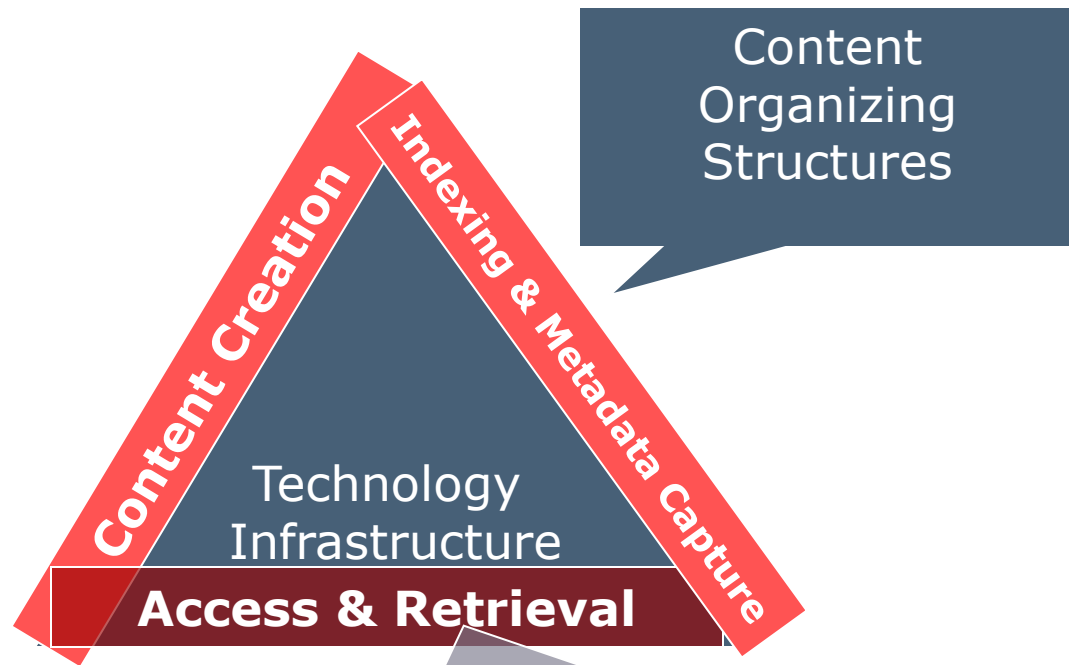 Content
Organizing
Structures
Content Creation
Indexing & Metadata Capture
Technology
Infrastructure
Access & Retrieval